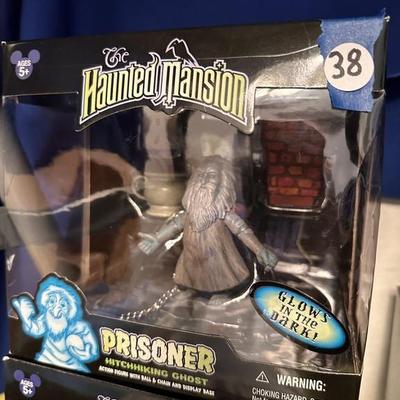 AGES
5+
The
Haunted Mansion
38
GLOWS
IN THE
DARK!
PRISONER
HITCHHIKING GHOST
ACTION FIGURE WITH BALL & CHAIN AND DISPLAY BASE
WARNING:
CHOKING HAZARD
AGES
5+